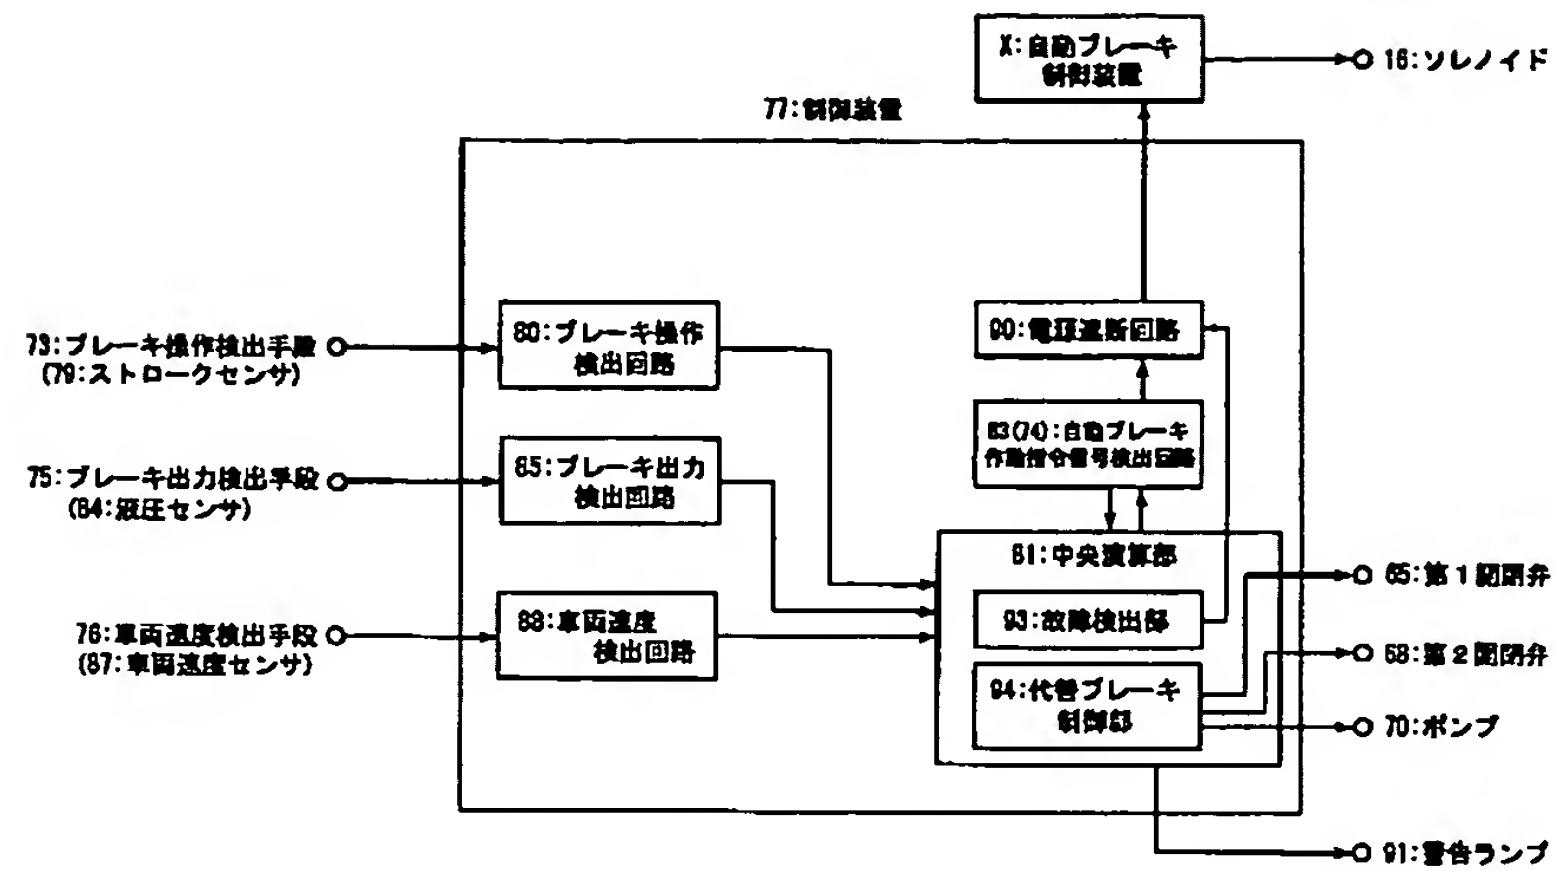 X:自動ブレーキ
制御装置
16:ソレノイド
77:制御装置
73:ブレーキ操作検出手段
(79:ストロークセンサ)
80:ブレーキ操作
検出回路
90:電源遮断回路
83(74):自動ブレーキ
作動指令信号検出回路
75:ブレーキ出力検出手段
(84:液圧センサ)
85:ブレーキ出力
検出回路
81:中央演算部
65:第1開閉弁
76:車両速度検出手段
(87:車両速度センサ)
88:車両速度
検出回路
93:故障検出部
68:第2開閉弁
94:代替ブレーキ
制御部
70:ポンプ
91:警告ランプ